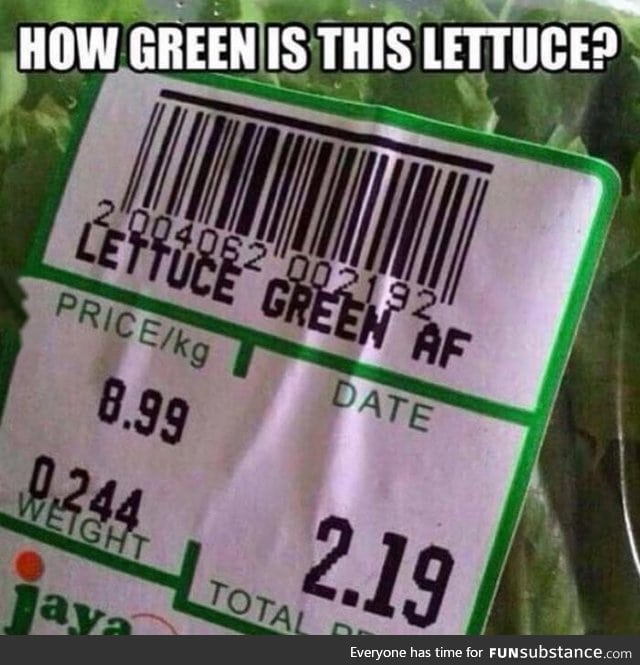 HOW GREEN IS THIS LETTUCE?
2 004062 002192
LETTUCE GREEN AF
PRICE/kg
DATE
8.99
0.244
WEIGHT
2.19
TOTAL
jaya
Everyone has time for FUNsubstance.com